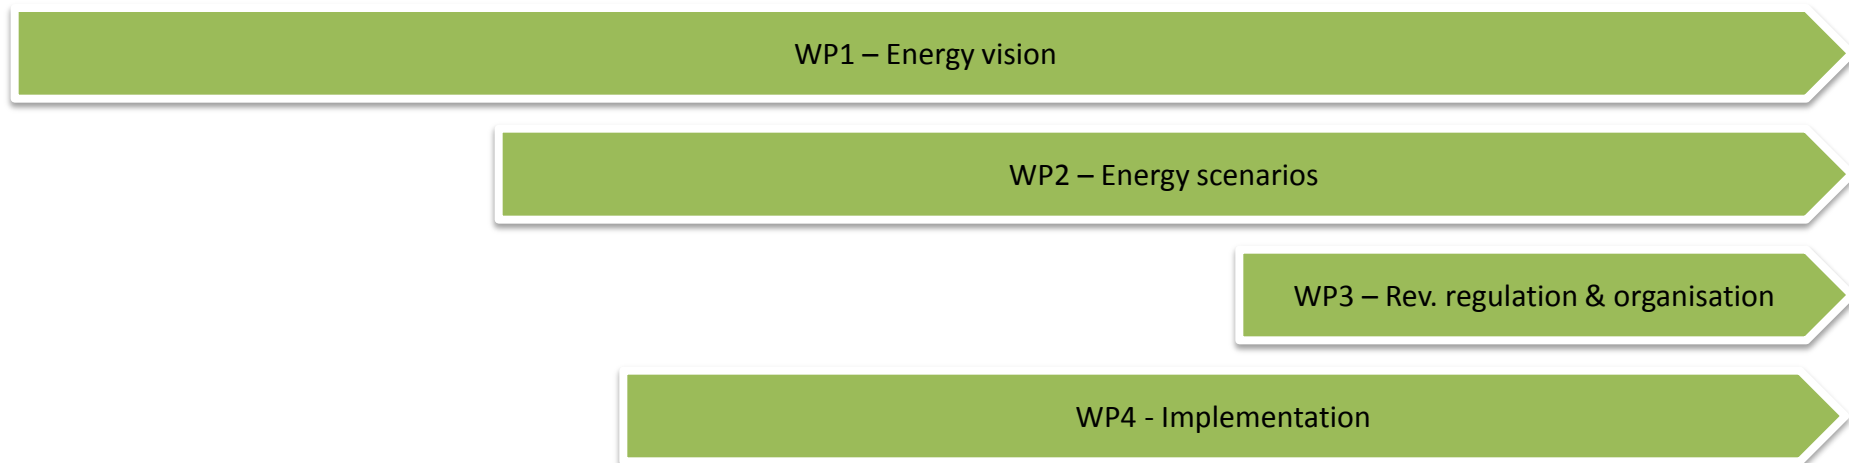 WP1 – Energy vision
WP2 – Energy scenarios
WP3 – Rev. regulation & organisation
WP4 - Implementation